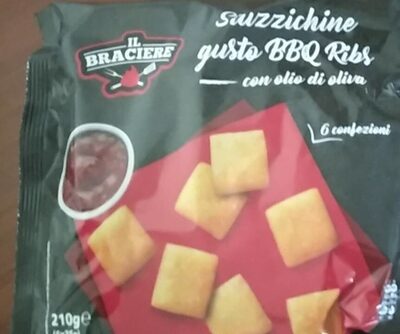 IL
BRACIERE
Stuzzichine
gusto BBQ Ribs
con olio di oliva
6 confezioni
210g℮